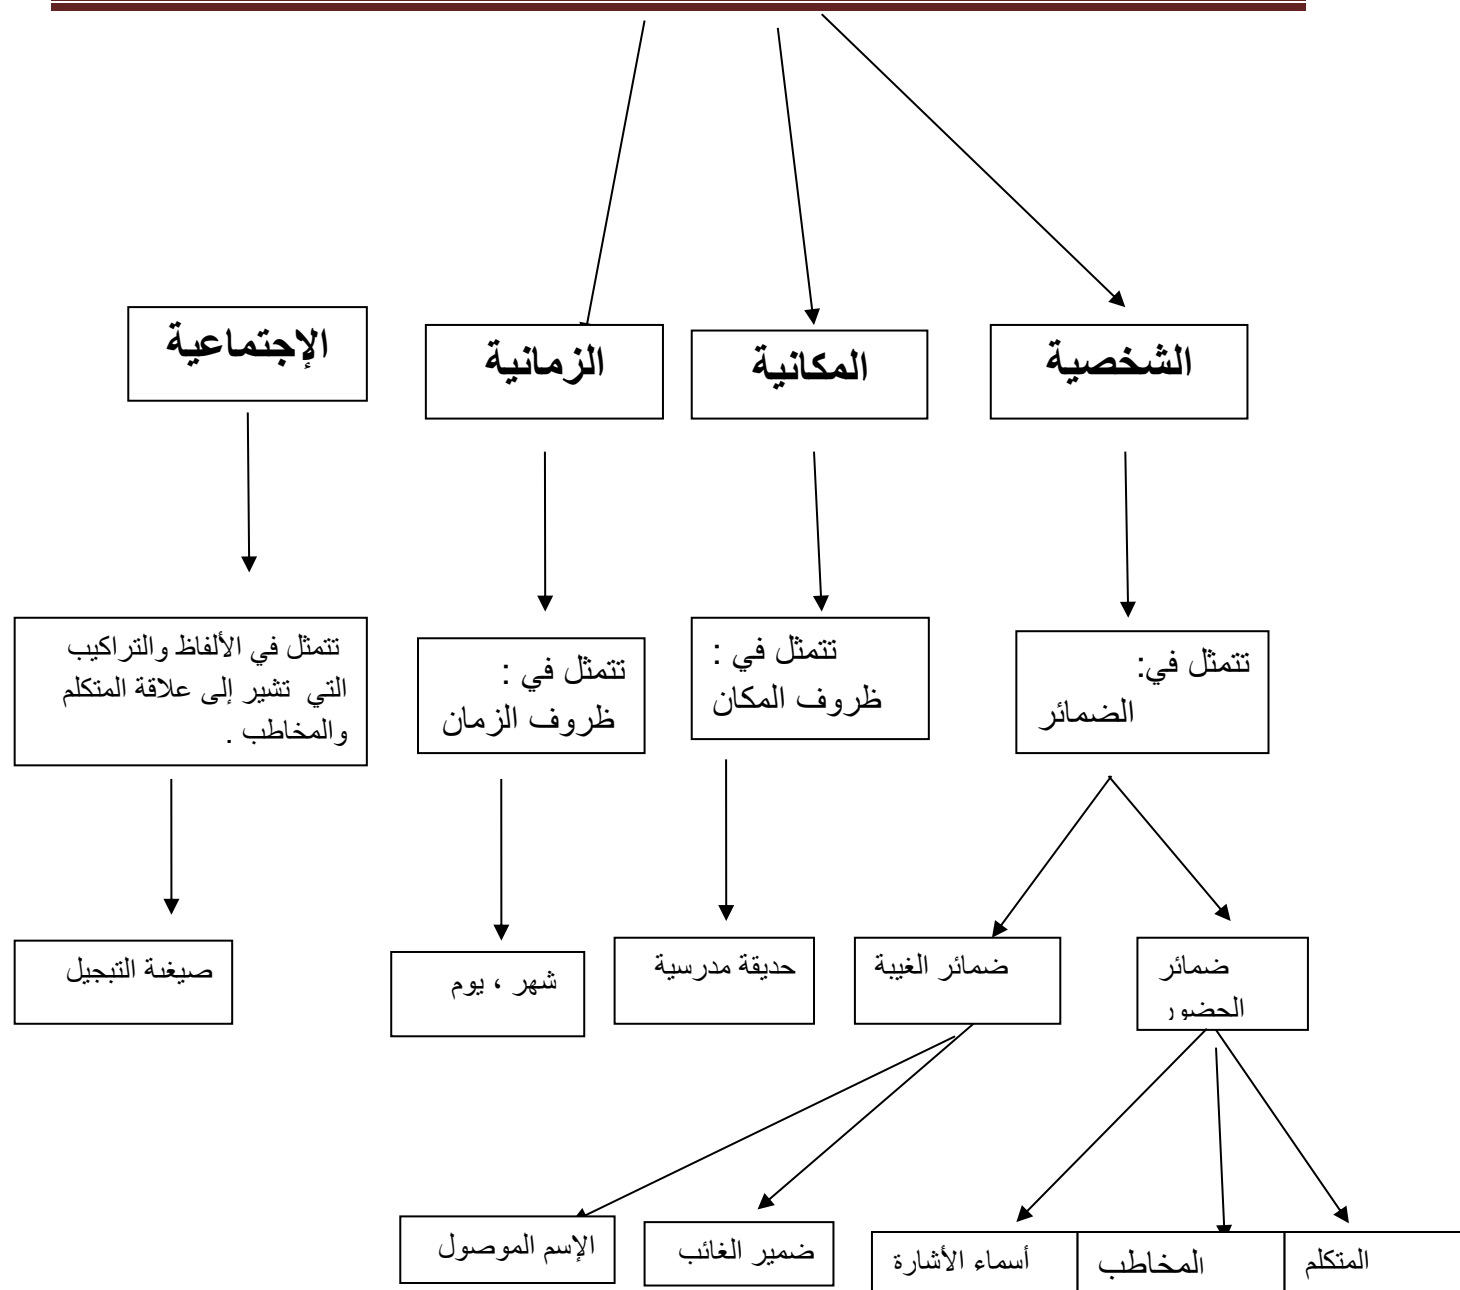 الشخصية
المكانية
الزمانية
الإجتماعية
تتمثل في:
الضمائر
تتمثل في :
ظروف المكان
تتمثل في :
ظروف الزمان
تتمثل في الألفاظ والتراكيب
التي تشير إلى علاقة المتكلم
والمخاطب .
ضمائر
الحضور
ضمائر الغيبة
حديقة مدرسية
شهر ، يوم
صيغة التبجيل
المتكلم
المخاطب
أسماء الأشارة
ضمير الغائب
الإسم الموصول